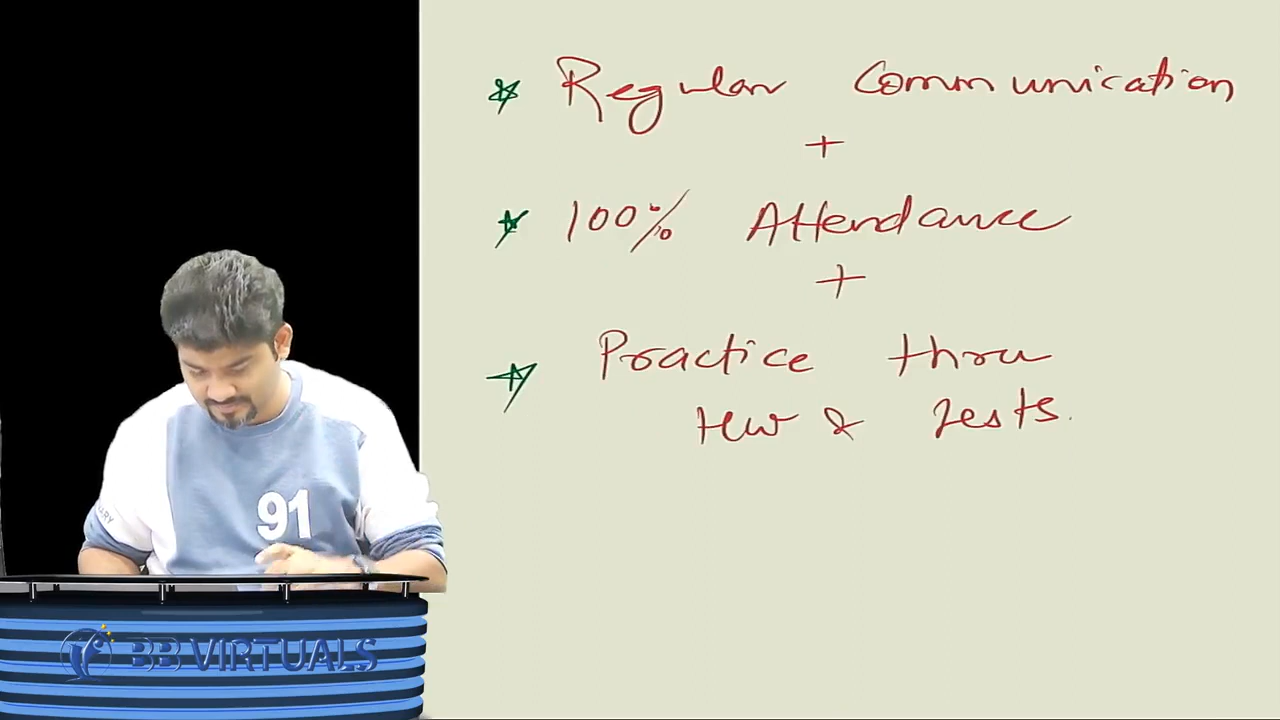 Regular Communication
+
100% Attendance
+
Practice thru
HW & Tests.
91
BB VIRTUALS